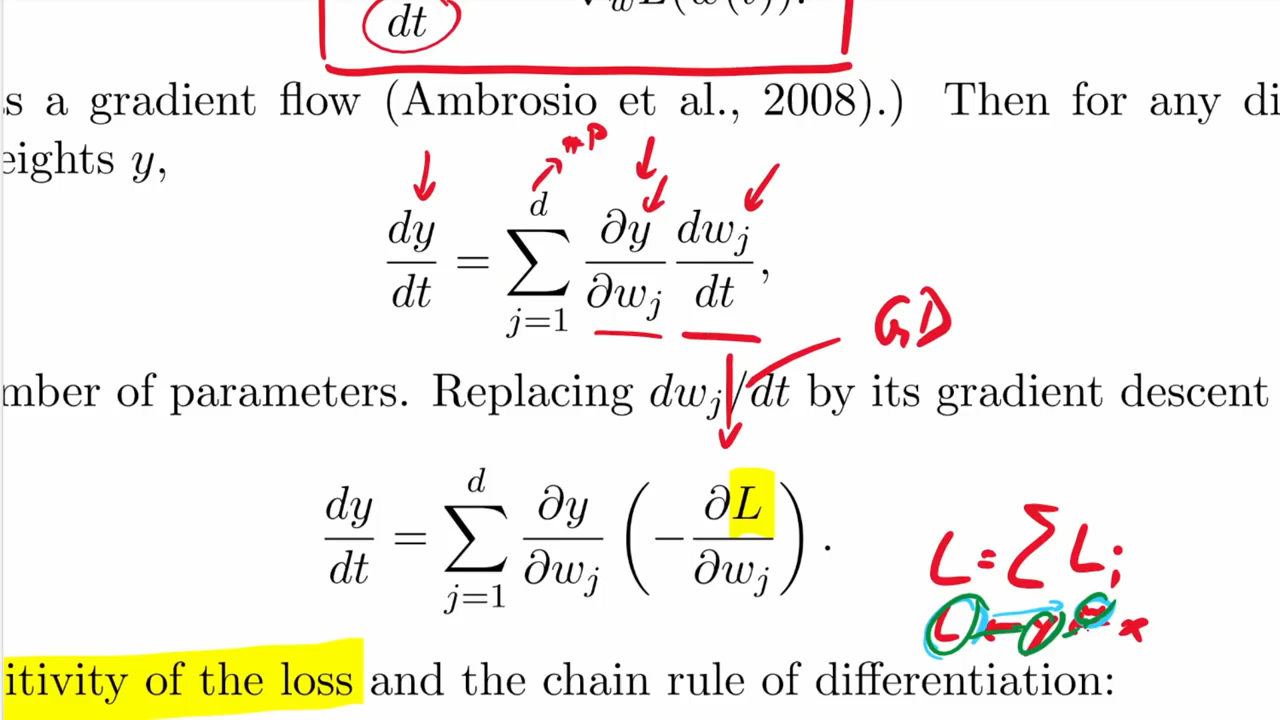 dt ∇_w L(w(t)).
s a gradient flow (Ambrosio et al., 2008).) Then for any di
eights y,
#P
dy/dt = ∑_{j=1}^{d} ∂y/∂w_j dw_j/dt,
GD
mber of parameters. Replacing dw_j/dt by its gradient descent
dy/dt = ∑_{j=1}^{d} ∂y/∂w_j (−∂L/∂w_j).
L = ∑ L_i
L ← y
itivity of the loss and the chain rule of differentiation: